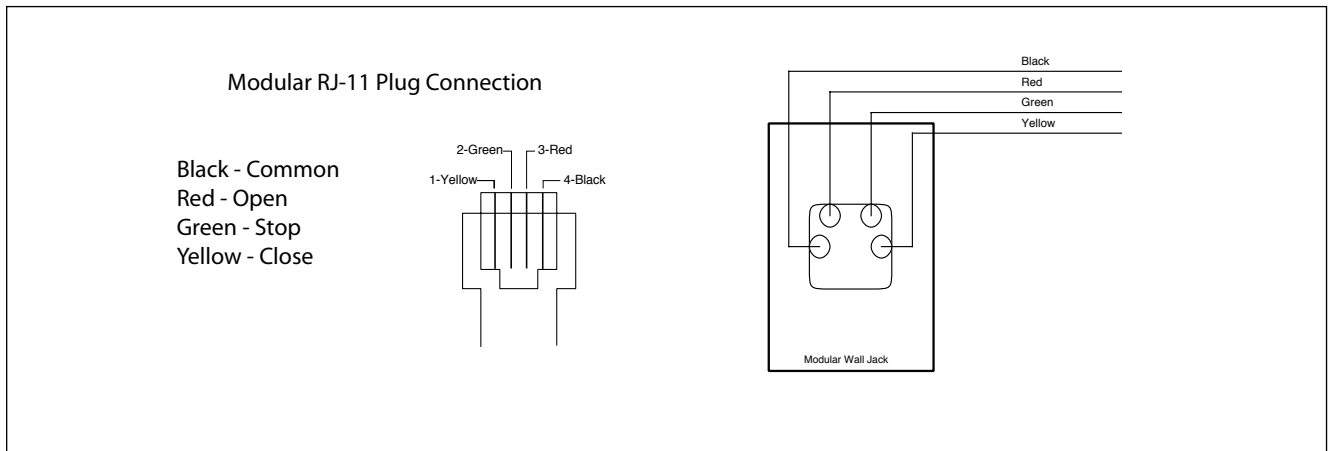 Modular RJ-11 Plug Connection
Black - Common
Red - Open
Green - Stop
Yellow - Close
2-Green
3-Red
1-Yellow
4-Black
Black
Red
Green
Yellow
Modular Wall Jack